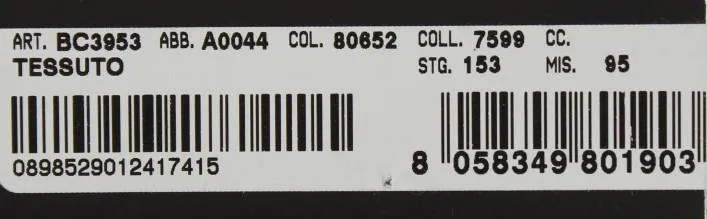 ART. BC3953 ABB. A0044 COL. 80652 COLL. 7599 CC.
TESSUTO STG. 153 MIS. 95
0898529012417415
8 058349 801903